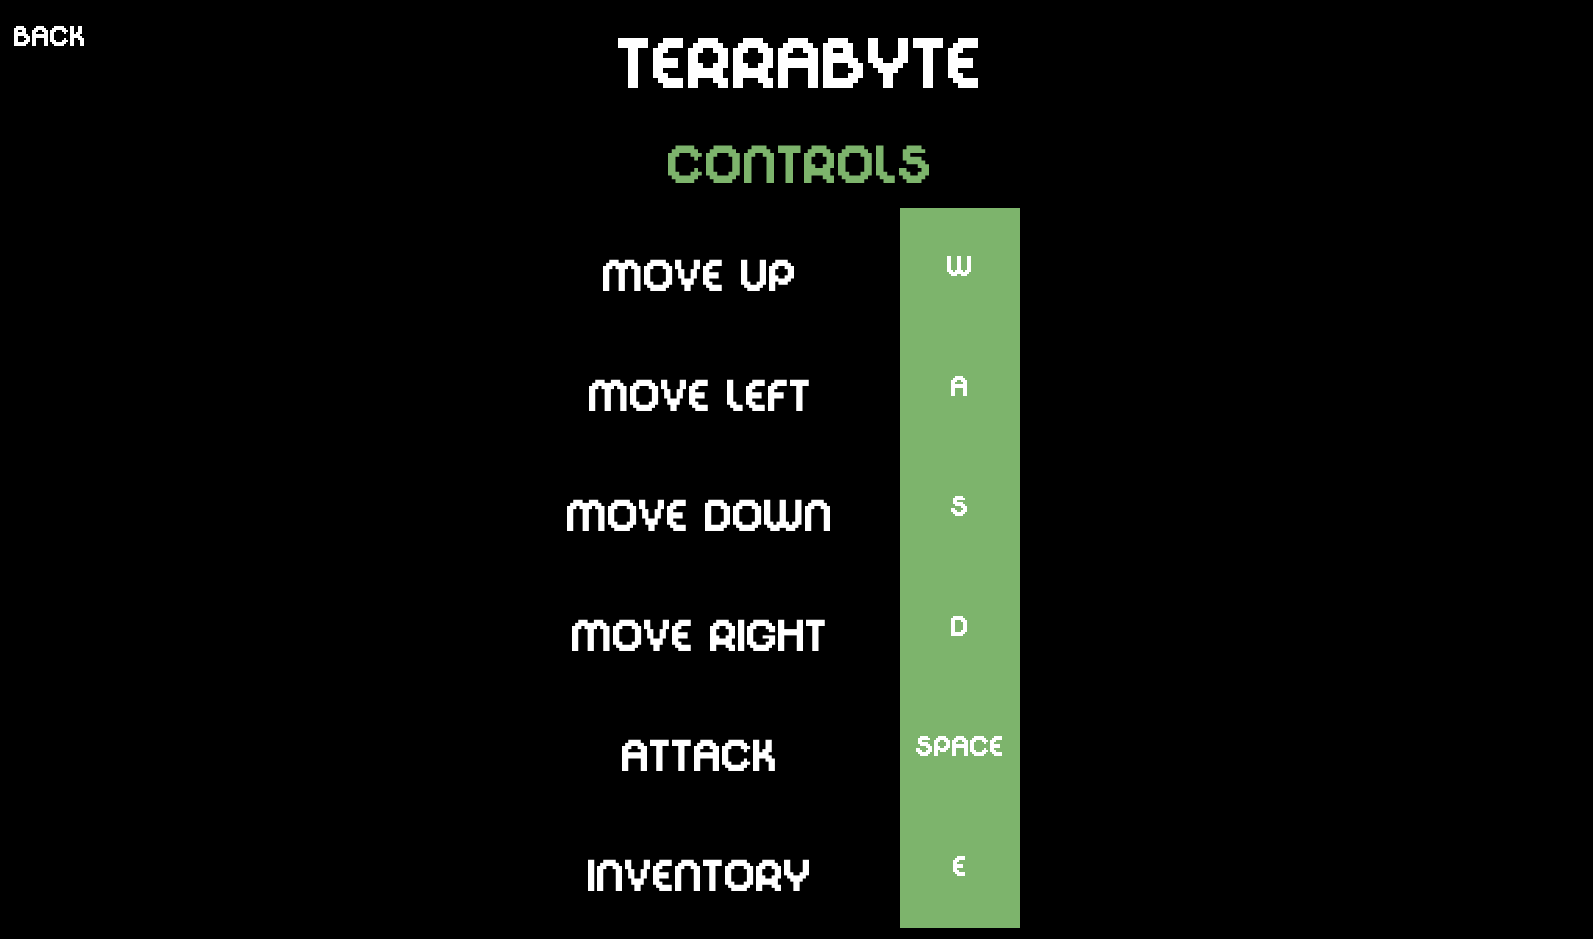 BACK
TERRABYTE
CONTROLS
MOVE UP W
MOVE LEFT A
MOVE DOWN S
MOVE RIGHT D
ATTACK SPACE
INVENTORY E